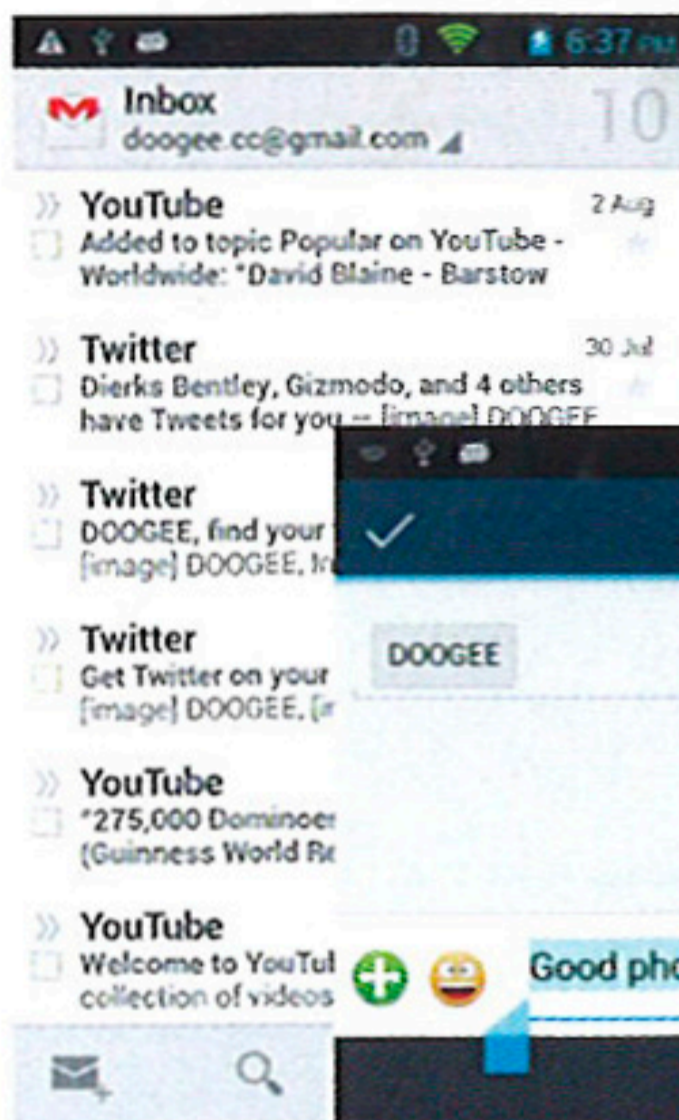 6:37 PM
Inbox
10
doogee.cc@gmail.com
YouTube
2 Aug
Added to topic Popular on YouTube -
Worldwide: "David Blaine - Barstow
Twitter
30 Jul
Dierks Bentley, Gizmodo, and 4 others
have Tweets for you -- [image] DOOGEE
Twitter
DOOGEE, find your
[image] DOOGEE,
Twitter
Get Twitter on your
[image] DOOGEE,
YouTube
"275,000
(Guinness World
YouTube
Welcome to
collection of videos
DOOGEE
Good